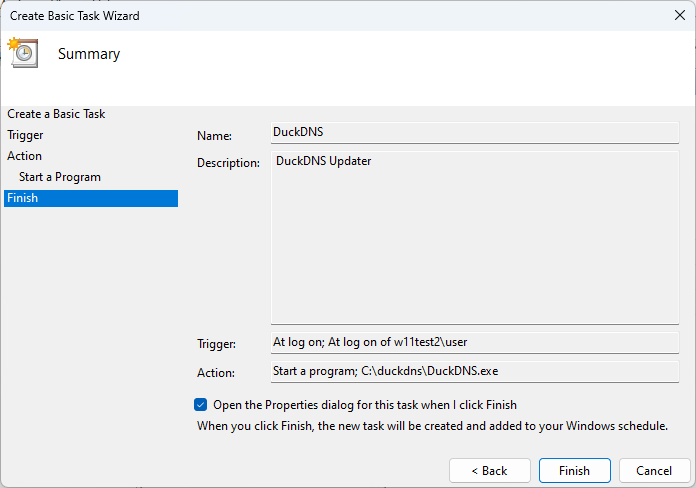 Create Basic Task Wizard
Summary
Create a Basic Task
Trigger
Action
Start a Program
Finish
Name: DuckDNS
Description: DuckDNS Updater
Trigger: At log on; At log on of w11test2\user
Action: Start a program; C:\duckdns\DuckDNS.exe
Open the Properties dialog for this task when I click Finish
When you click Finish, the new task will be created and added to your Windows schedule.
< Back Finish Cancel